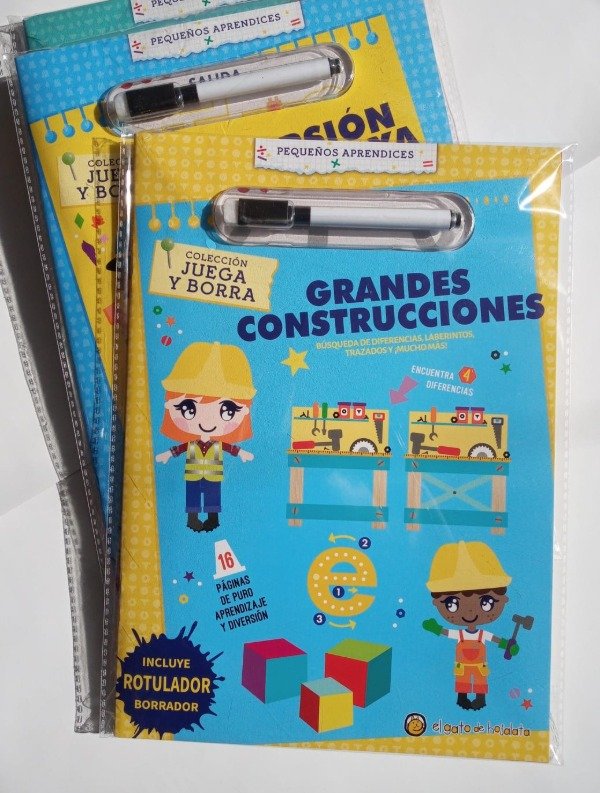 PEQUEÑOS APRENDICES
SALIDA
COLECCIÓN
JUEGA
Y BORRA
PEQUEÑOS APRENDICES
COLECCIÓN
JUEGA
Y BORRA
GRANDES
CONSTRUCCIONES
BÚSQUEDA DE DIFERENCIAS, LABERINTOS,
TRAZADOS Y ¡MUCHO MÁS!
ENCUENTRA 4
DIFERENCIAS
16
PÁGINAS
DE PURO
APRENDIZAJE
Y DIVERSIÓN
2
e
1
3
INCLUYE
ROTULADOR
BORRADOR
el gato de hojalata